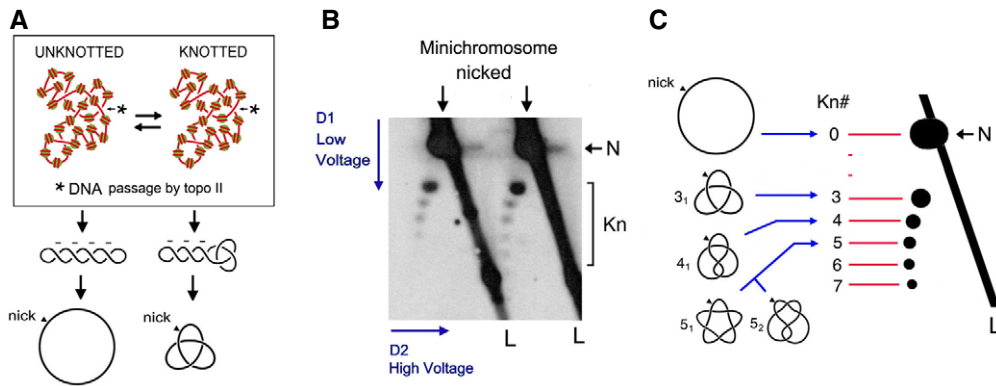 A
UNKNOTTED KNOTTED
* *
* DNA passage by topo II
− − − − − − − −
nick nick
B
Minichromosome
nicked
D1
Low
Voltage
N
Kn
L L
D2
High Voltage
C
nick
Kn#
0
N
3₁
3
4
4₁
5
6
7
5₁ 5₂
L